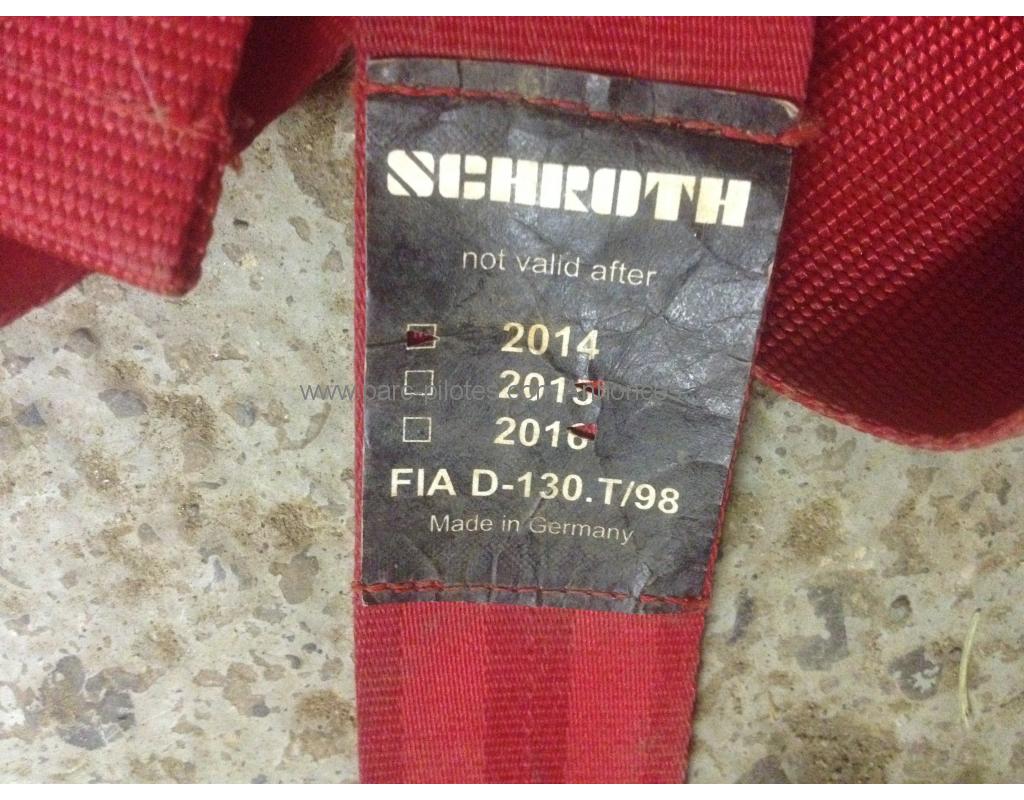 SCHROTH
not valid after
2014
2015
2016
FIA D-130.T/98
Made in Germany